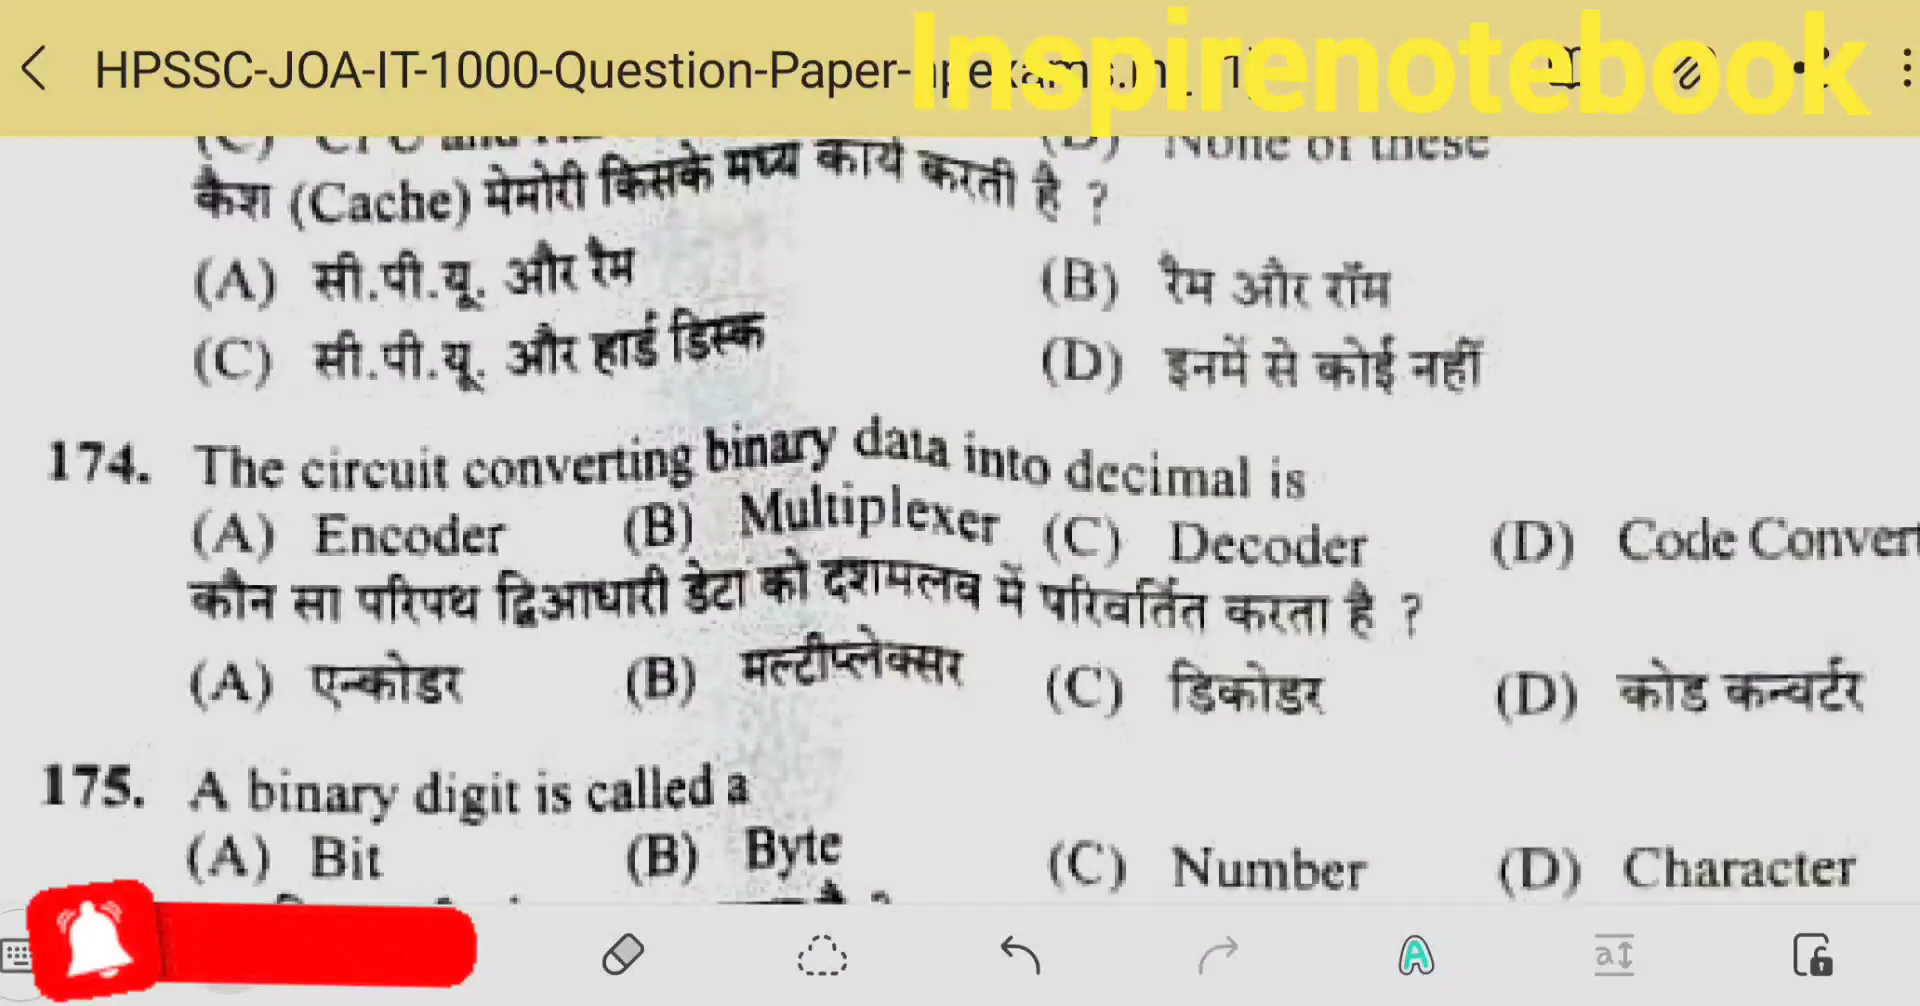 HPSSC-JOA-IT-1000-Question-Paper-
Inspirenotebook
(D) None of these
कैश (Cache) मेमोरी किसके मध्य कार्य करती है ?
(A) सी.पी.यू. और रैम (B) रैम और रॉम
(C) सी.पी.यू. और हार्ड डिस्क (D) इनमें से कोई नहीं
174. The circuit converting binary data into decimal is
(A) Encoder (B) Multiplexer (C) Decoder (D) Code Convert
कौन सा परिपथ द्विआधारी डेटा को दशमलव में परिवर्तित करता है ?
(A) एन्कोडर (B) मल्टीप्लेक्सर (C) डिकोडर (D) कोड कन्वर्टर
175. A binary digit is called a
(A) Bit (B) Byte (C) Number (D) Character